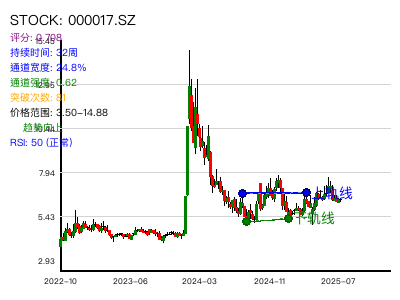 STOCK: 000017.SZ
评分: 0.708
持续时间: 32周
通道宽度: 24.8%
通道强度: 0.62
突破次数: 81
价格范围: 3.50-14.88
趋势向上
RSI: 50 (正常)
7.94
5.43
2.93
上轨线
下轨线
2022-10
2023-06
2024-03
2024-11
2025-07